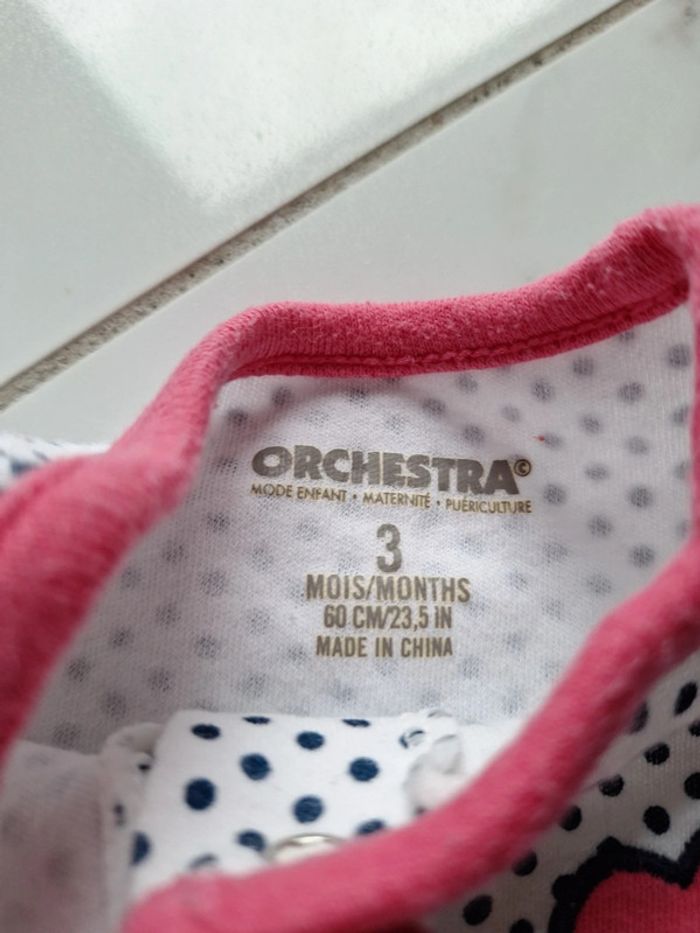 ORCHESTRA©
MODE ENFANT • MATERNITÉ • PUÉRICULTURE
3
MOIS/MONTHS
60 CM/23,5 IN
MADE IN CHINA